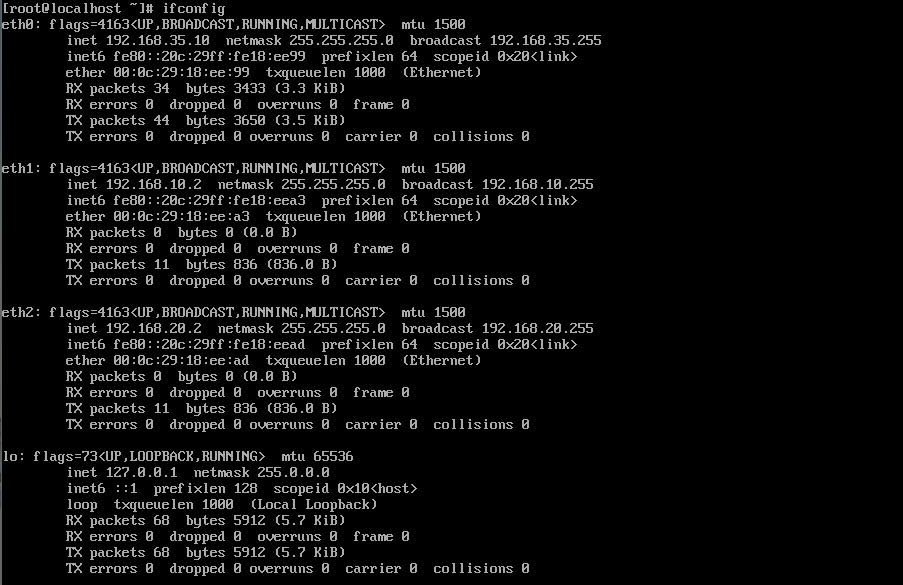 [root@localhost ~]# ifconfig
eth0: flags=4163<UP,BROADCAST,RUNNING,MULTICAST>  mtu 1500
        inet 192.168.35.10  netmask 255.255.255.0  broadcast 192.168.35.255
        inet6 fe80::20c:29ff:fe18:ee99  prefixlen 64  scopeid 0x20<link>
        ether 00:0c:29:18:ee:99  txqueuelen 1000  (Ethernet)
        RX packets 34  bytes 3433 (3.3 KiB)
        RX errors 0  dropped 0  overruns 0  frame 0
        TX packets 44  bytes 3650 (3.5 KiB)
        TX errors 0  dropped 0 overruns 0  carrier 0  collisions 0

eth1: flags=4163<UP,BROADCAST,RUNNING,MULTICAST>  mtu 1500
        inet 192.168.10.2  netmask 255.255.255.0  broadcast 192.168.10.255
        inet6 fe80::20c:29ff:fe18:eea3  prefixlen 64  scopeid 0x20<link>
        ether 00:0c:29:18:ee:a3  txqueuelen 1000  (Ethernet)
        RX packets 0  bytes 0 (0.0 B)
        RX errors 0  dropped 0  overruns 0  frame 0
        TX packets 11  bytes 836 (836.0 B)
        TX errors 0  dropped 0 overruns 0  carrier 0  collisions 0

eth2: flags=4163<UP,BROADCAST,RUNNING,MULTICAST>  mtu 1500
        inet 192.168.20.2  netmask 255.255.255.0  broadcast 192.168.20.255
        inet6 fe80::20c:29ff:fe18:eead  prefixlen 64  scopeid 0x20<link>
        ether 00:0c:29:18:ee:ad  txqueuelen 1000  (Ethernet)
        RX packets 0  bytes 0 (0.0 B)
        RX errors 0  dropped 0  overruns 0  frame 0
        TX packets 11  bytes 836 (836.0 B)
        TX errors 0  dropped 0 overruns 0  carrier 0  collisions 0

lo: flags=73<UP,LOOPBACK,RUNNING>  mtu 65536
        inet 127.0.0.1  netmask 255.0.0.0
        inet6 ::1  prefixlen 128  scopeid 0x10<host>
        loop  txqueuelen 1000  (Local Loopback)
        RX packets 68  bytes 5912 (5.7 KiB)
        RX errors 0  dropped 0  overruns 0  frame 0
        TX packets 68  bytes 5912 (5.7 KiB)
        TX errors 0  dropped 0 overruns 0  carrier 0  collisions 0